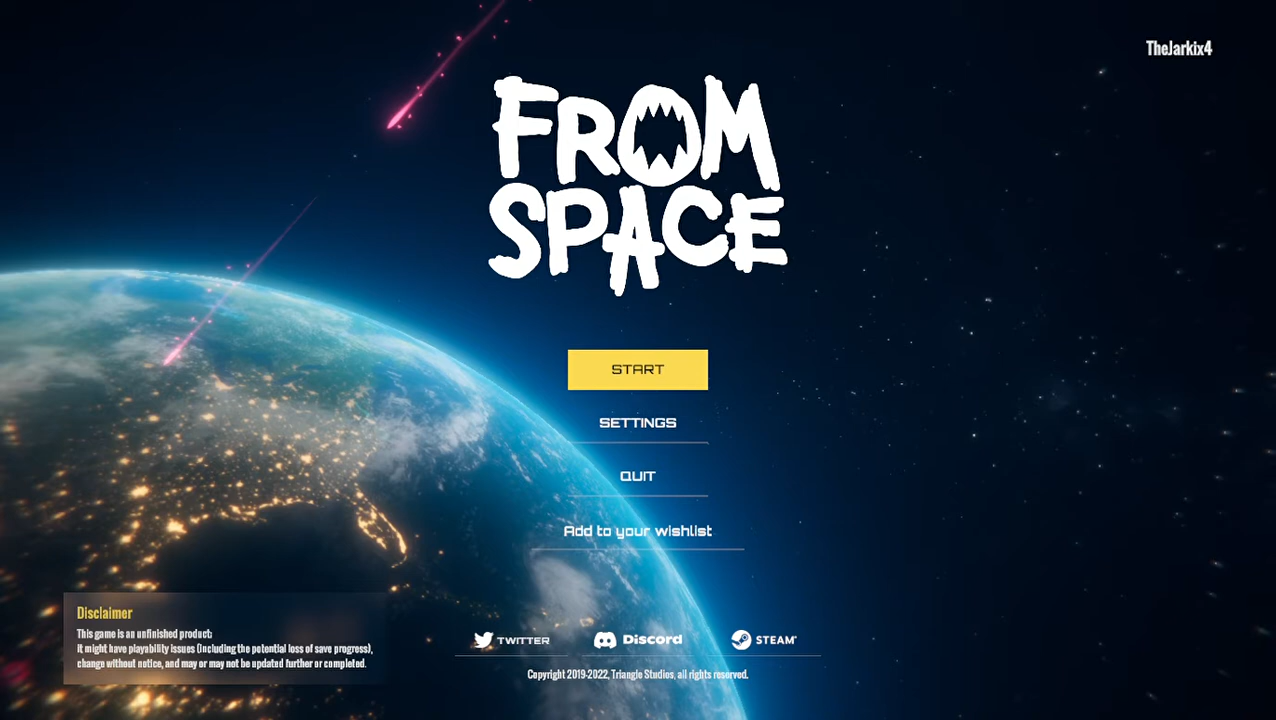 TheJarkix4
FROM
SPACE
START
SETTINGS
QUIT
Add to your wishlist
Disclaimer
This game is an unfinished product:
it might have playability issues (including the potential loss of save progress),
change without notice, and may or may not be updated further or completed.
TWITTER
Discord
STEAM®
Copyright 2019-2022, Triangle Studios, all rights reserved.